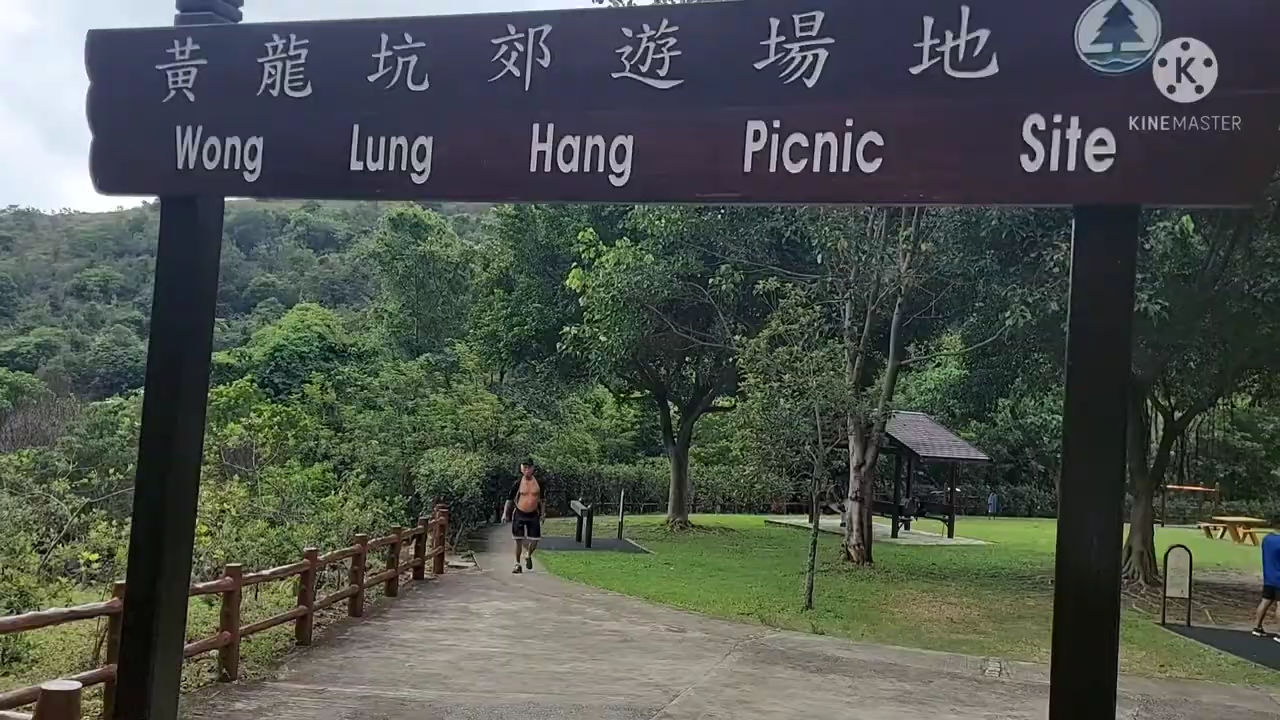 黃龍坑郊遊場地
Wong Lung Hang Picnic Site
K
KINEMASTER